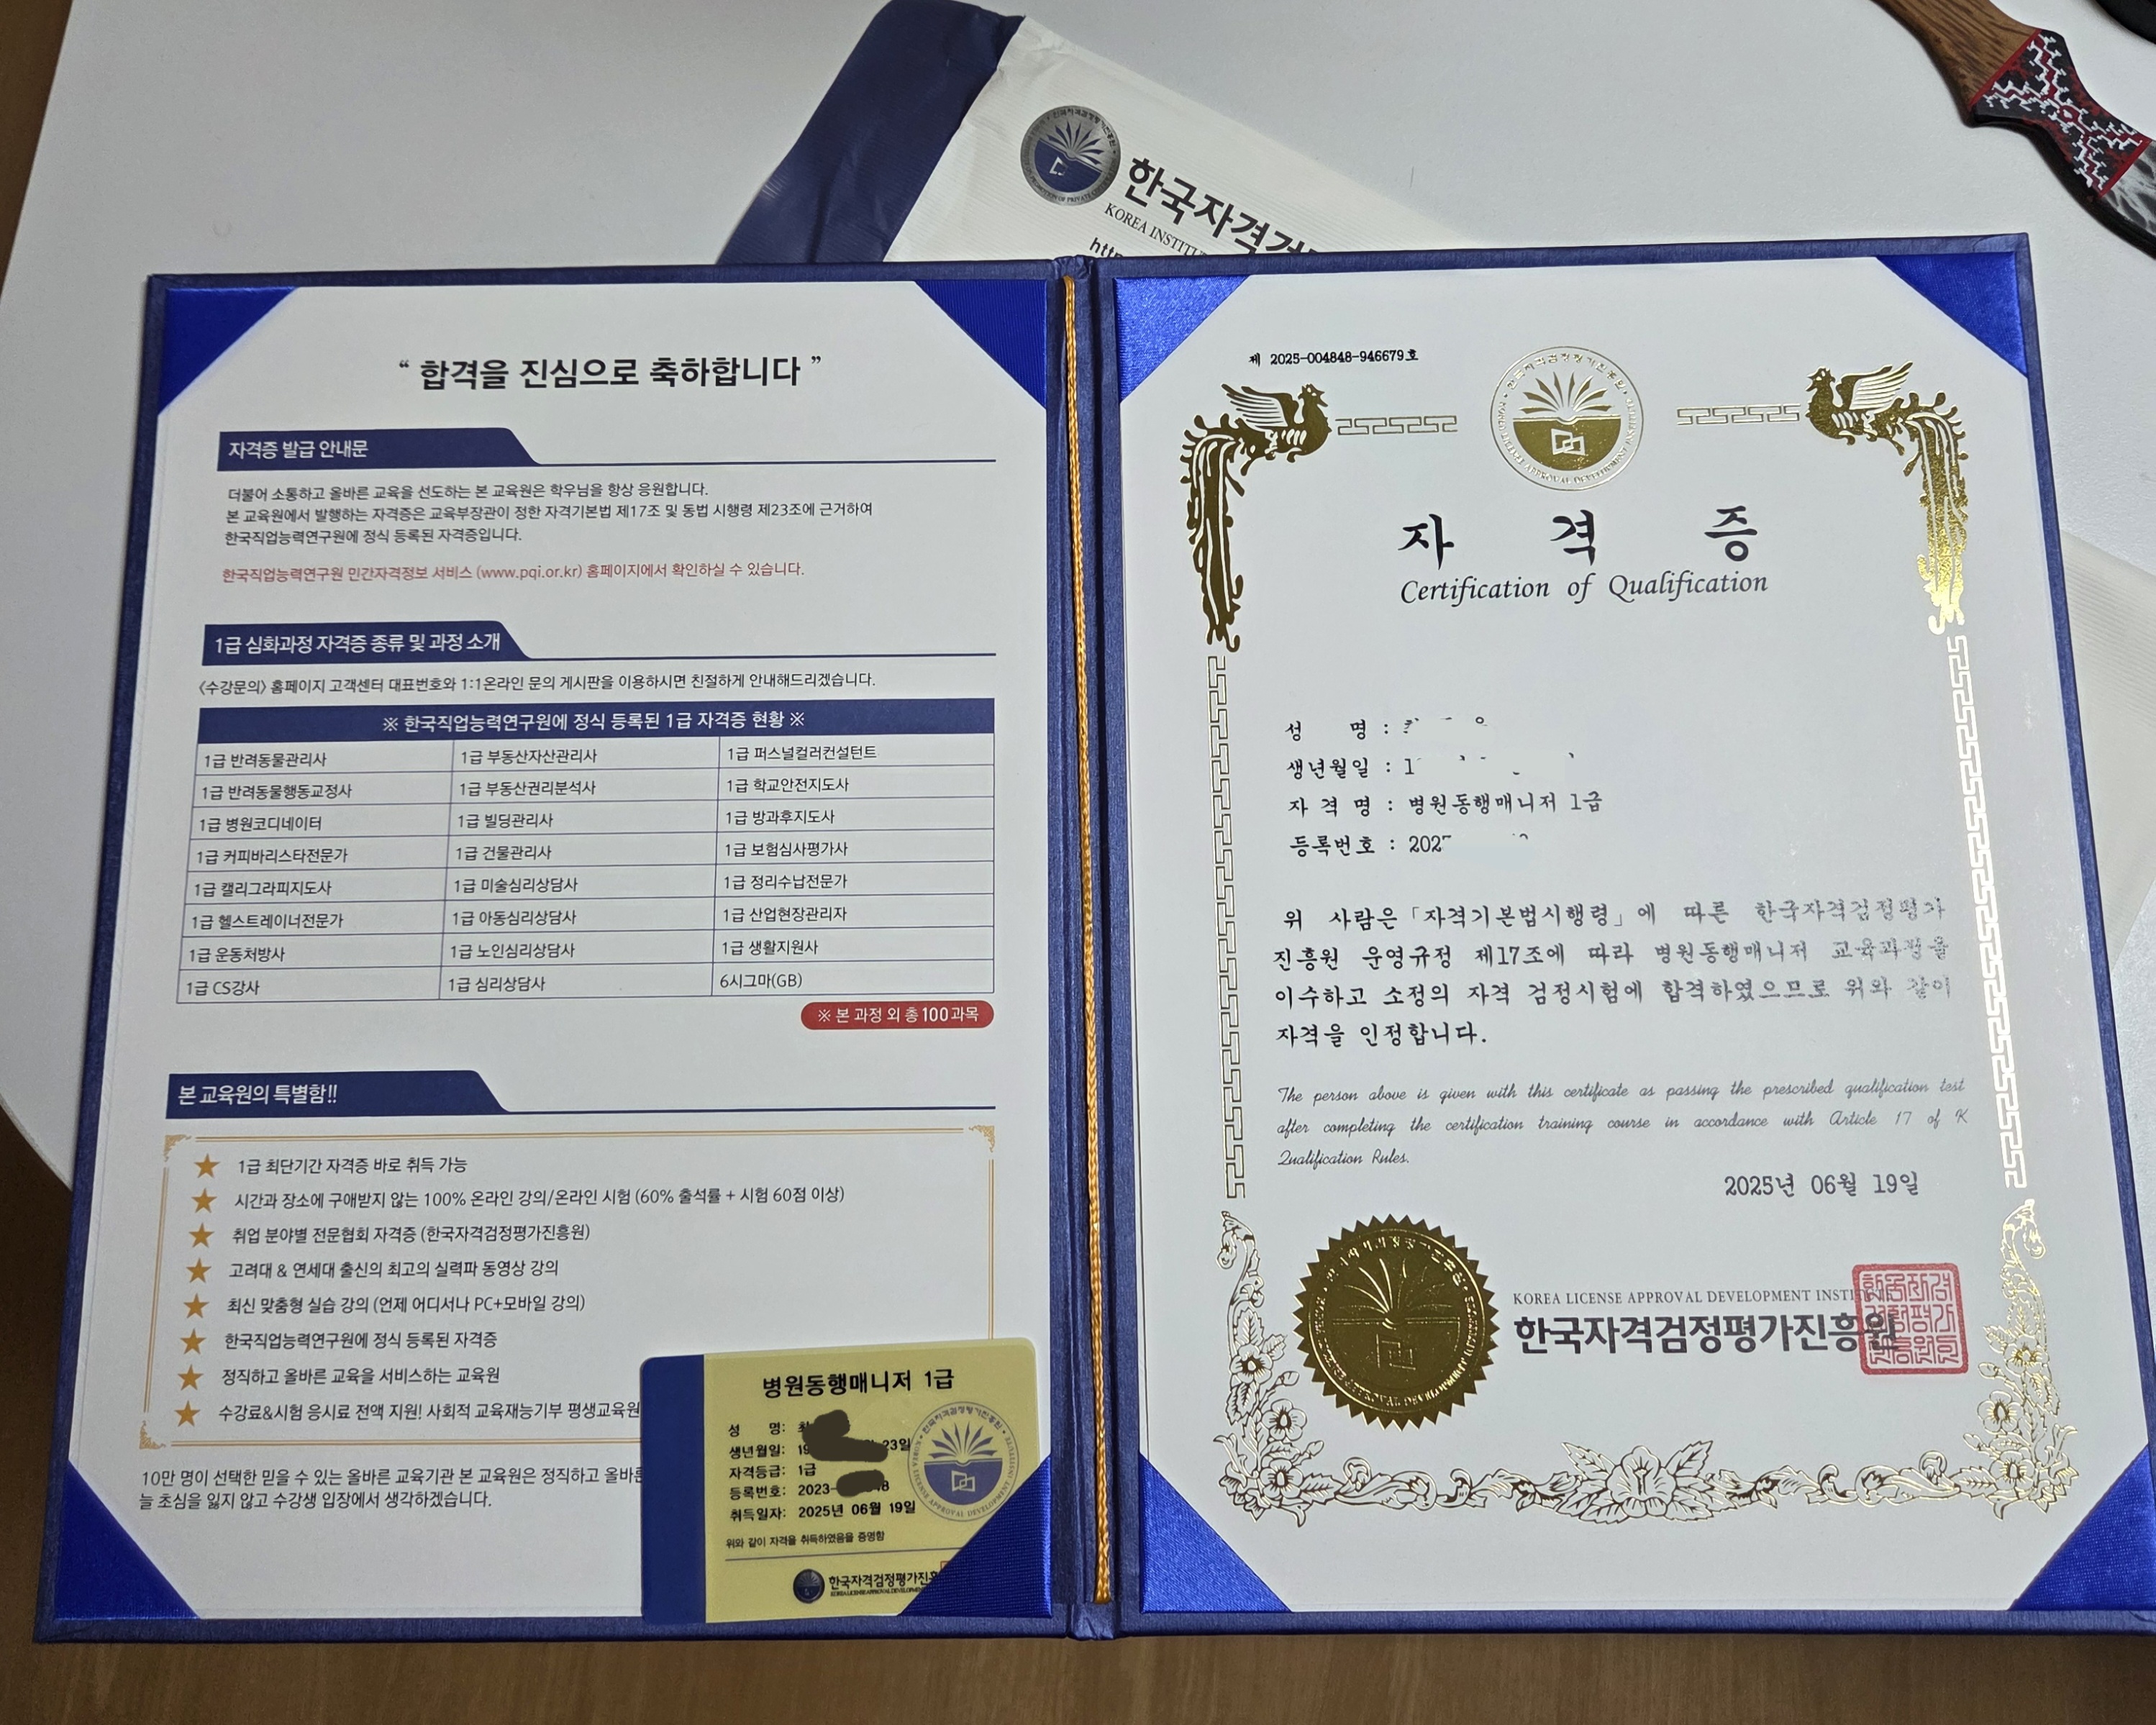 한국자격검
KOREA INSTITU
htt
“ 합격을 진심으로 축하합니다 ”
자격증 발급 안내문
더불어 소통하고 올바른 교육을 선도하는 본 교육원은 학우님을 항상 응원합니다.
본 교육원에서 발행하는 자격증은 교육부장관이 정한 자격기본법 제17조 및 동법 시행령 제23조에 근거하여
한국직업능력연구원에 정식 등록된 자격증입니다.
한국직업능력연구원 민간자격정보 서비스 (www.pqi.or.kr) 홈페이지에서 확인하실 수 있습니다.
1급 심화과정 자격증 종류 및 과정 소개
〈수강문의〉 홈페이지 고객센터 대표번호와 1:1온라인 문의 게시판을 이용하시면 친절하게 안내해드리겠습니다.
※ 한국직업능력연구원에 정식 등록된 1급 자격증 현황 ※
1급 반려동물관리사 1급 부동산자산관리사 1급 퍼스널컬러컨설턴트
1급 반려동물행동교정사 1급 부동산권리분석사 1급 학교안전지도사
1급 병원코디네이터 1급 빌딩관리사 1급 방과후지도사
1급 커피바리스타전문가 1급 건물관리사 1급 보험심사평가사
1급 캘리그라피지도사 1급 미술심리상담사 1급 정리수납전문가
1급 헬스트레이너전문가 1급 아동심리상담사 1급 산업현장관리자
1급 운동처방사 1급 노인심리상담사 1급 생활지원사
1급 CS강사 1급 심리상담사 6시그마(GB)
※ 본 과정 외 총 100과목
본 교육원의 특별함!!
1급 최단기간 자격증 바로 취득 가능
시간과 장소에 구애받지 않는 100% 온라인 강의/온라인 시험 (60% 출석률 + 시험 60점 이상)
취업 분야별 전문협회 자격증 (한국자격검정평가진흥원)
고려대 & 연세대 출신의 최고의 실력파 동영상 강의
최신 맞춤형 실습 강의 (언제 어디서나 PC+모바일 강의)
한국직업능력연구원에 정식 등록된 자격증
정직하고 올바른 교육을 서비스하는 교육원
수강료&시험 응시료 전액 지원! 사회적 교육재능기부 평생교육원
10만 명이 선택한 믿을 수 있는 올바른 교육기관 본 교육원은 정직하고 올바른
늘 초심을 잃지 않고 수강생 입장에서 생각하겠습니다.
병원동행매니저 1급
성 명: 최
생년월일: 19 23일
자격등급: 1급
등록번호: 2023- 8
취득일자: 2025년 06월 19일
위와 같이 자격을 취득하였음을 증명함
한국자격검정평가진흥
제 2025-004848-946679호
자 격 증
Certification of Qualification
성 명 :
생년월일 : 1
자 격 명 : 병원동행매니저 1급
등록번호 : 202
위 사람은「자격기본법시행령」에 따른 한국자격검정평가
진흥원 운영규정 제17조에 따라 병원동행매니저 교육과정을
이수하고 소정의 자격 검정시험에 합격하였으므로 위와 같이
자격을 인정합니다.
The person above is given with this certificate as passing the prescribed qualification test
after completing the certification training course in accordance with Article 17 of K
Qualification Rules.
2025년 06월 19일
KOREA LICENSE APPROVAL DEVELOPMENT INSTITUTE
한국자격검정평가진흥원